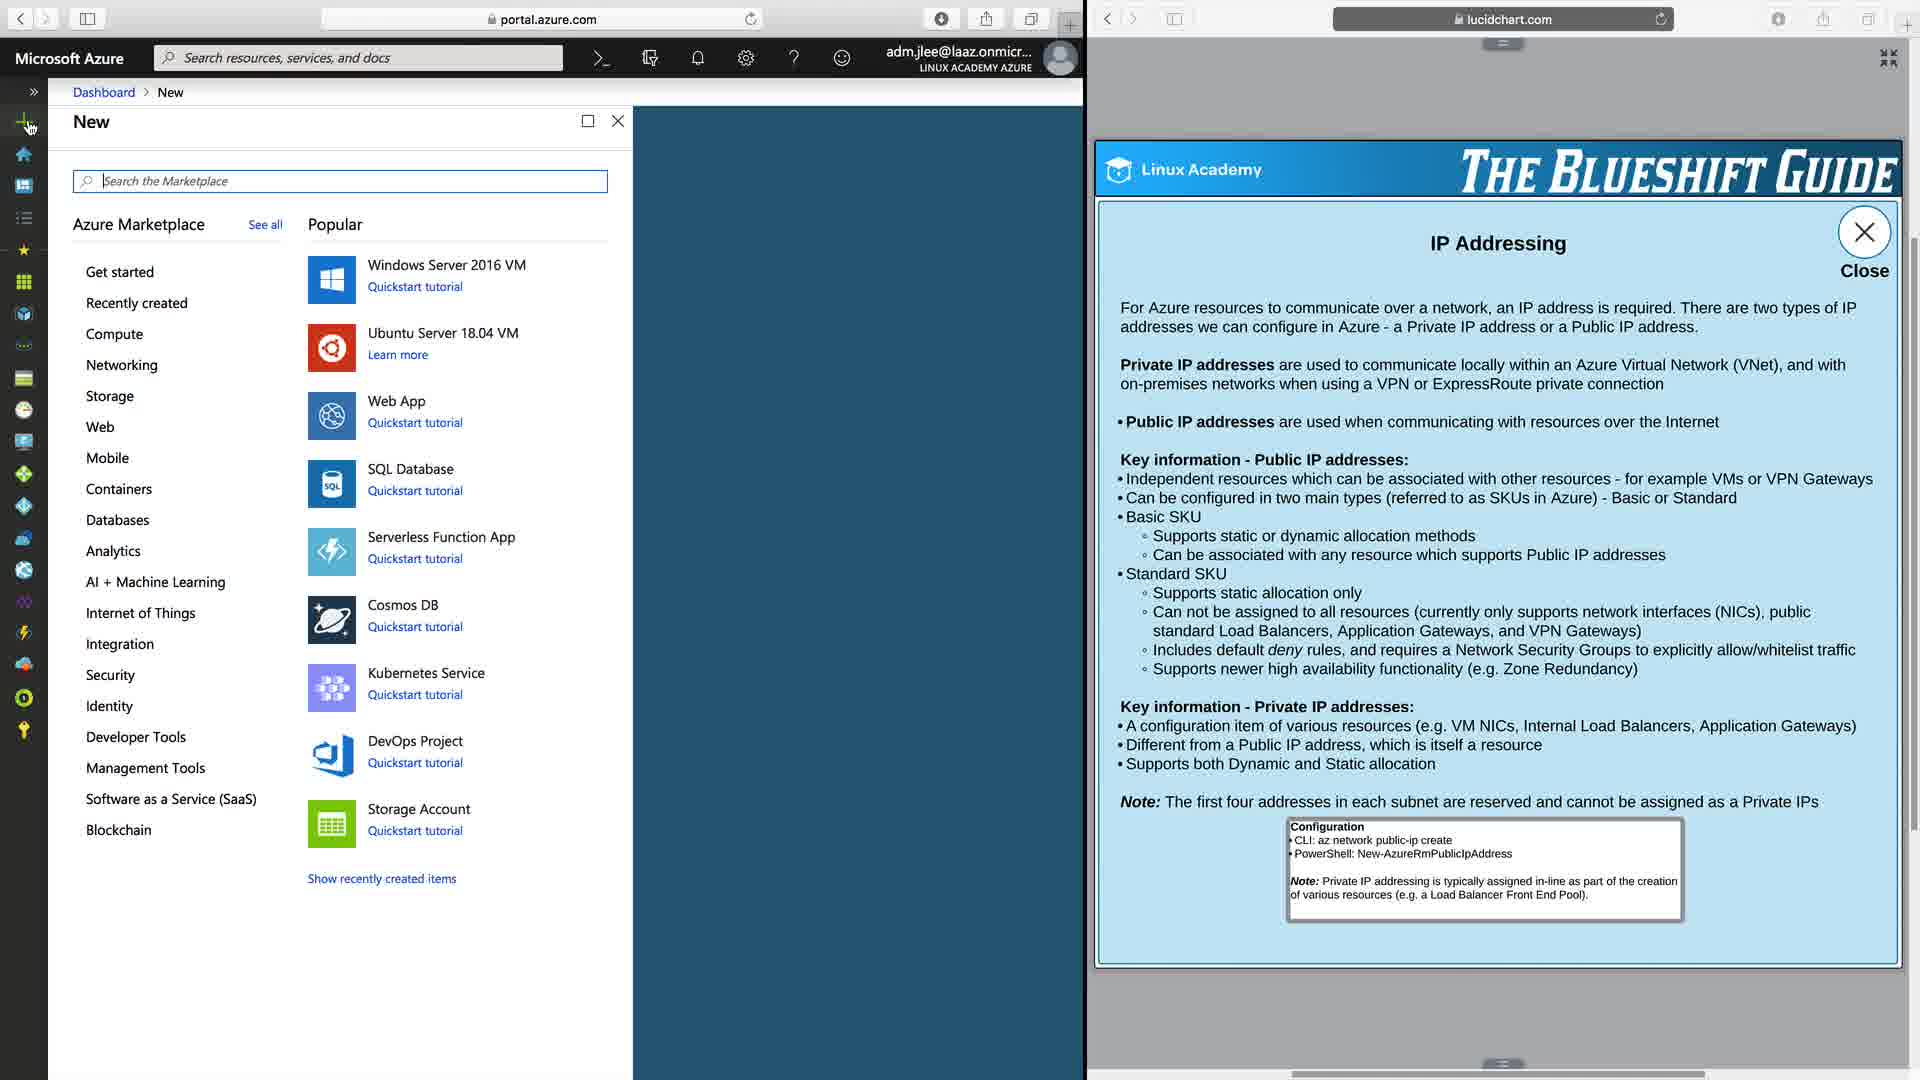 portal.azure.com
Microsoft Azure
Search resources, services, and docs
adm.jlee@laaz.onmicr...
LINUX ACADEMY AZURE
Dashboard > New
New
Search the Marketplace
Azure Marketplace
See all
Get started
Recently created
Compute
Networking
Storage
Web
Mobile
Containers
Databases
Analytics
AI + Machine Learning
Internet of Things
Integration
Security
Identity
Developer Tools
Management Tools
Software as a Service (SaaS)
Blockchain
Popular
Windows Server 2016 VM
Quickstart tutorial
Ubuntu Server 18.04 VM
Learn more
Web App
Quickstart tutorial
SQL
SQL Database
Quickstart tutorial
Serverless Function App
Quickstart tutorial
Cosmos DB
Quickstart tutorial
Kubernetes Service
Quickstart tutorial
DevOps Project
Quickstart tutorial
Storage Account
Quickstart tutorial
Show recently created items
lucidchart.com
Linux Academy
THE BLUESHIFT GUIDE
Close
IP Addressing
For Azure resources to communicate over a network, an IP address is required. There are two types of IP
addresses we can configure in Azure - a Private IP address or a Public IP address.
Private IP addresses are used to communicate locally within an Azure Virtual Network (VNet), and with
on-premises networks when using a VPN or ExpressRoute private connection
• Public IP addresses are used when communicating with resources over the Internet
Key information - Public IP addresses:
• Independent resources which can be associated with other resources - for example VMs or VPN Gateways
• Can be configured in two main types (referred to as SKUs in Azure) - Basic or Standard
• Basic SKU
◦ Supports static or dynamic allocation methods
◦ Can be associated with any resource which supports Public IP addresses
• Standard SKU
◦ Supports static allocation only
◦ Can not be assigned to all resources (currently only supports network interfaces (NICs), public
standard Load Balancers, Application Gateways, and VPN Gateways)
◦ Includes default deny rules, and requires a Network Security Groups to explicitly allow/whitelist traffic
◦ Supports newer high availability functionality (e.g. Zone Redundancy)
Key information - Private IP addresses:
• A configuration item of various resources (e.g. VM NICs, Internal Load Balancers, Application Gateways)
• Different from a Public IP address, which is itself a resource
• Supports both Dynamic and Static allocation
Note: The first four addresses in each subnet are reserved and cannot be assigned as a Private IPs
Configuration
• CLI: az network public-ip create
• PowerShell: New-AzureRmPublicIpAddress
Note: Private IP addressing is typically assigned in-line as part of the creation
of various resources (e.g. a Load Balancer Front End Pool).